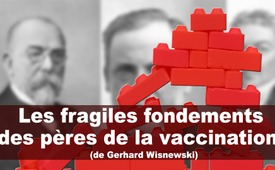 Les fragiles fondements
des pères de la vaccination
(de Gerhard Wisnewski)